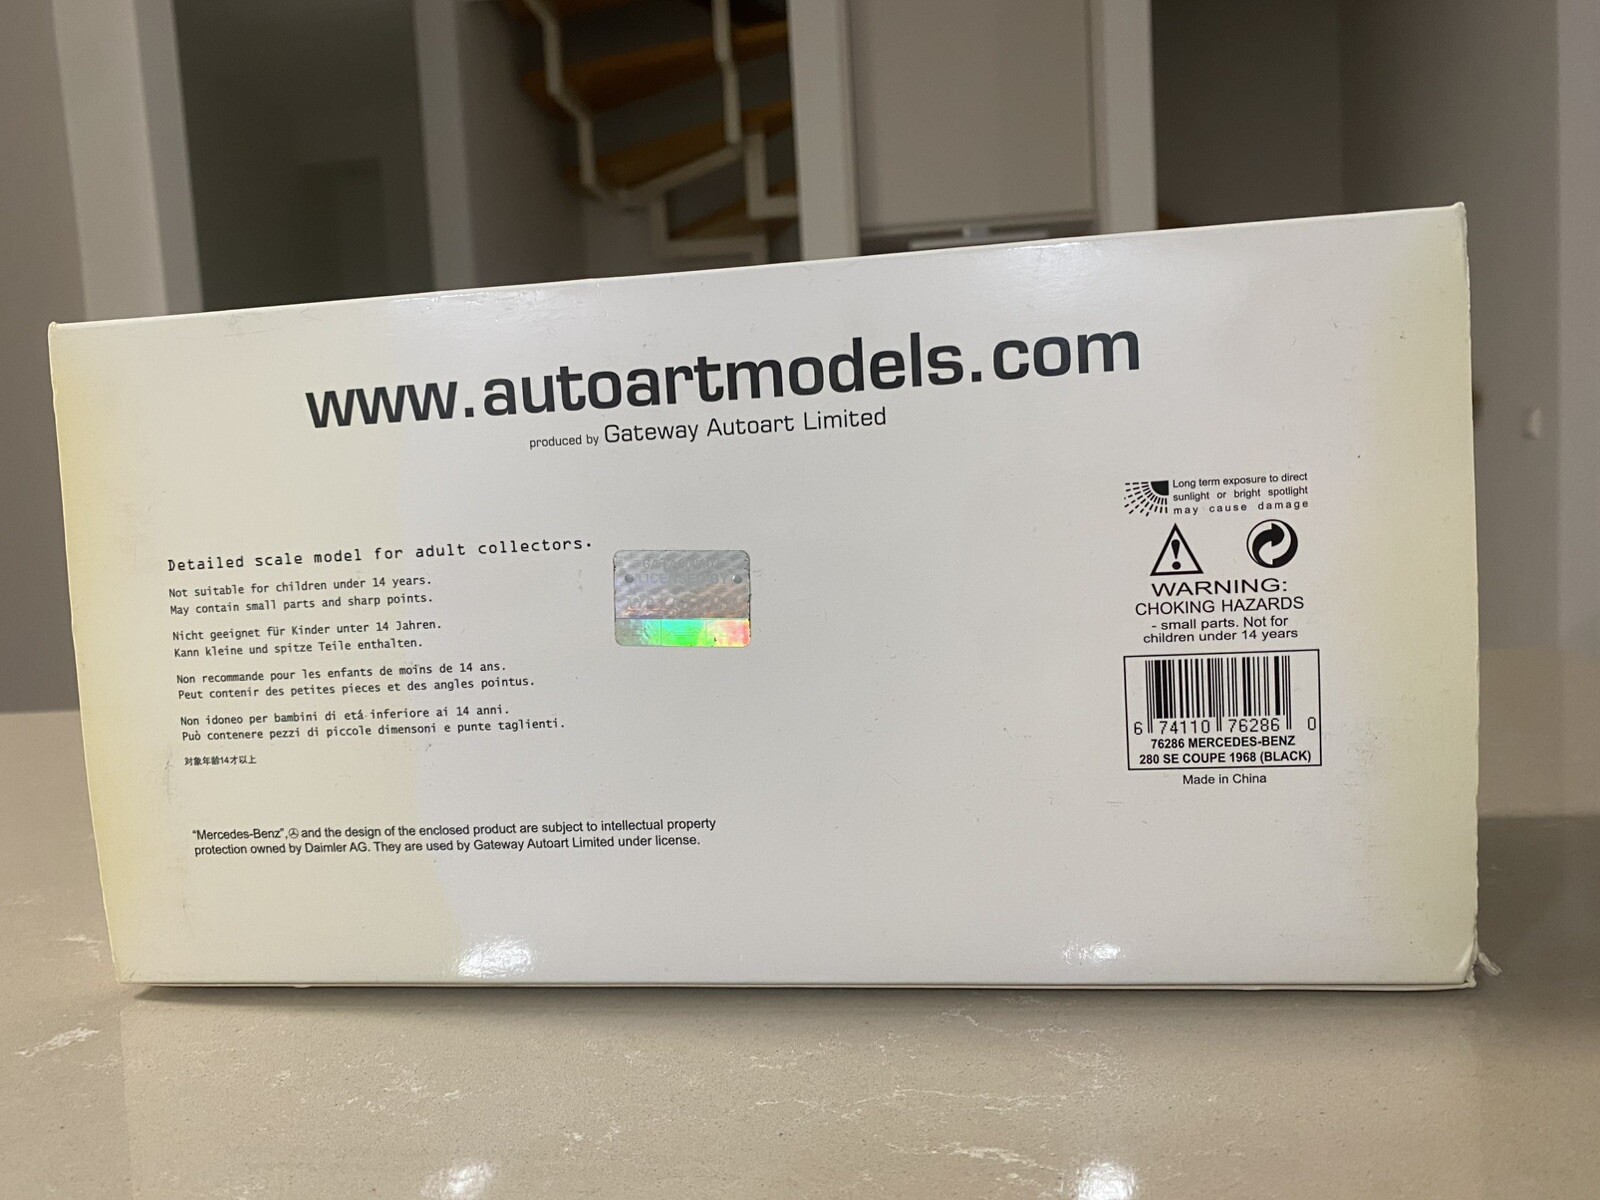 www.autoartmodels.com
produced by Gateway Autoart Limited
Detailed scale model for adult collectors.
Not suitable for children under 14 years.
May contain small parts and sharp points.
Nicht geeignet für Kinder unter 14 Jahren.
Kann kleine und spitze Teile enthalten.
Non recommande pour les enfants de moins de 14 ans.
Peut contenir des petites pieces et des angles pointus.
Non idoneo per bambini di etá inferiore ai 14 anni.
Può contenere pezzi di piccole dimensoni e punte taglienti.
対象年齢14才以上
"Mercedes-Benz", and the design of the enclosed product are subject to intellectual property
protection owned by Daimler AG. They are used by Gateway Autoart Limited under license.
LICENSED BY
Long term exposure to direct
sunlight or bright spotlight
may cause damage
WARNING:
CHOKING HAZARDS
- small parts. Not for
children under 14 years
6 74110 76286 0
76286 MERCEDES-BENZ
280 SE COUPE 1968 (BLACK)
Made in China